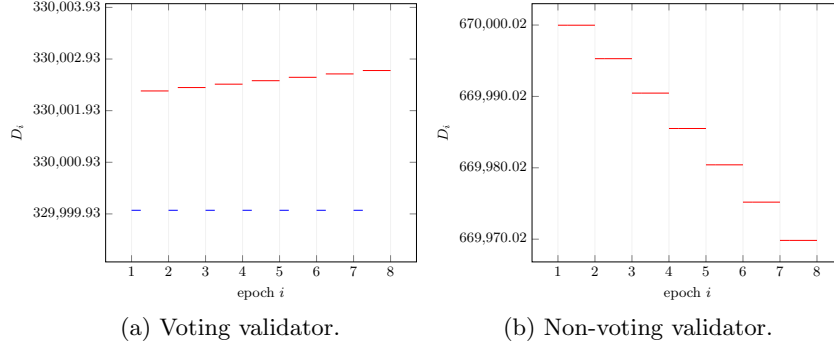 330,003.93
330,002.93
330,001.93
330,000.93
329,999.93
D_i
1 2 3 4 5 6 7 8
epoch i
(a) Voting validator.
670,000.02
669,990.02
669,980.02
669,970.02
D_i
1 2 3 4 5 6 7 8
epoch i
(b) Non-voting validator.